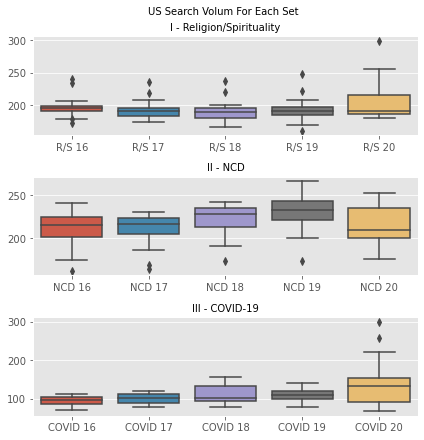 US Search Volum For Each Set
I - Religion/Spirituality
300
200
R/S 16 R/S 17 R/S 18 R/S 19 R/S 20
II - NCD
250
200
NCD 16 NCD 17 NCD 18 NCD 19 NCD 20
III - COVID-19
300
200
100
COVID 16 COVID 17 COVID 18 COVID 19 COVID 20